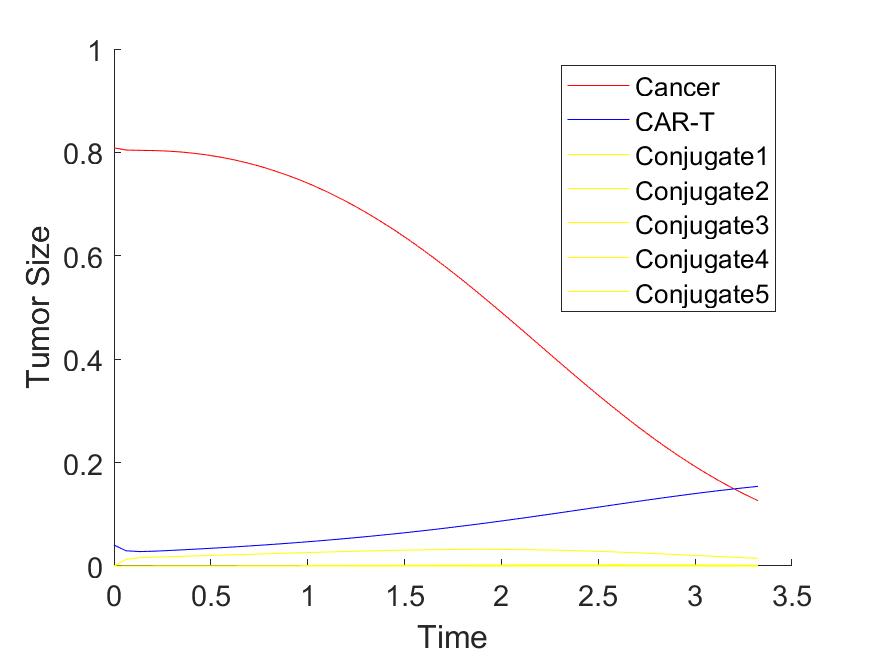 1
0.8
0.6
0.4
0.2
0
Tumor Size
0 0.5 1 1.5 2 2.5 3 3.5
Time
Cancer
CAR-T
Conjugate1
Conjugate2
Conjugate3
Conjugate4
Conjugate5